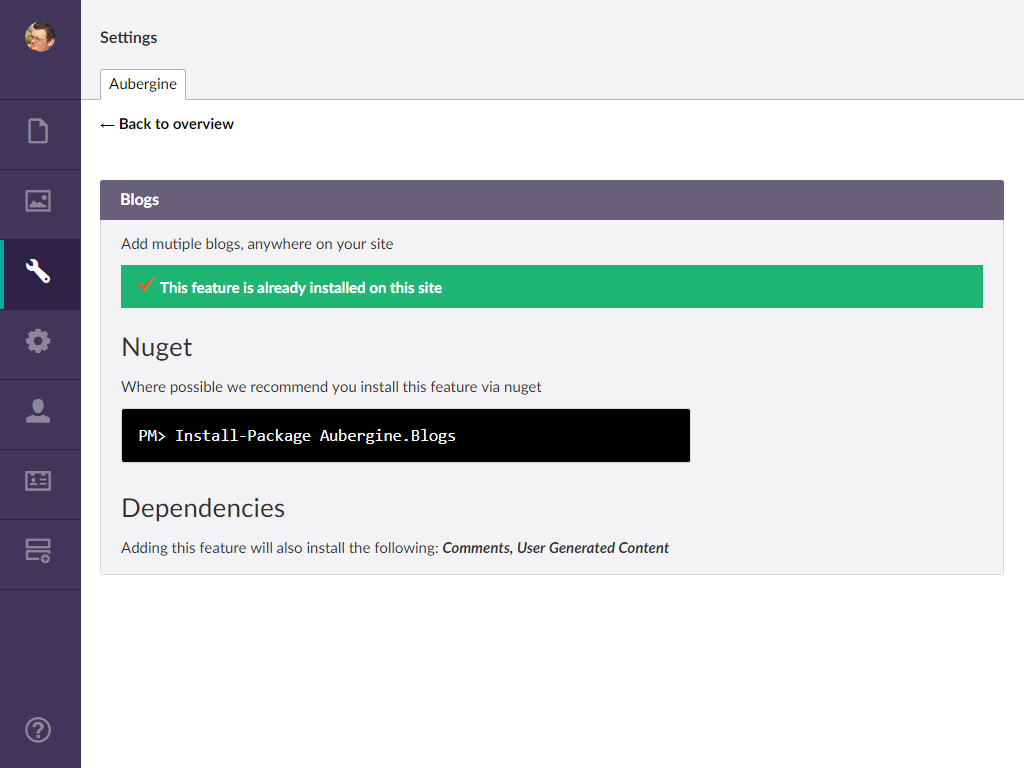 Settings
Aubergine
← Back to overview
Blogs
Add mutiple blogs, anywhere on your site
This feature is already installed on this site
Nuget
Where possible we recommend you install this feature via nuget
PM> Install-Package Aubergine.Blogs
Dependencies
Adding this feature will also install the following: Comments, User Generated Content